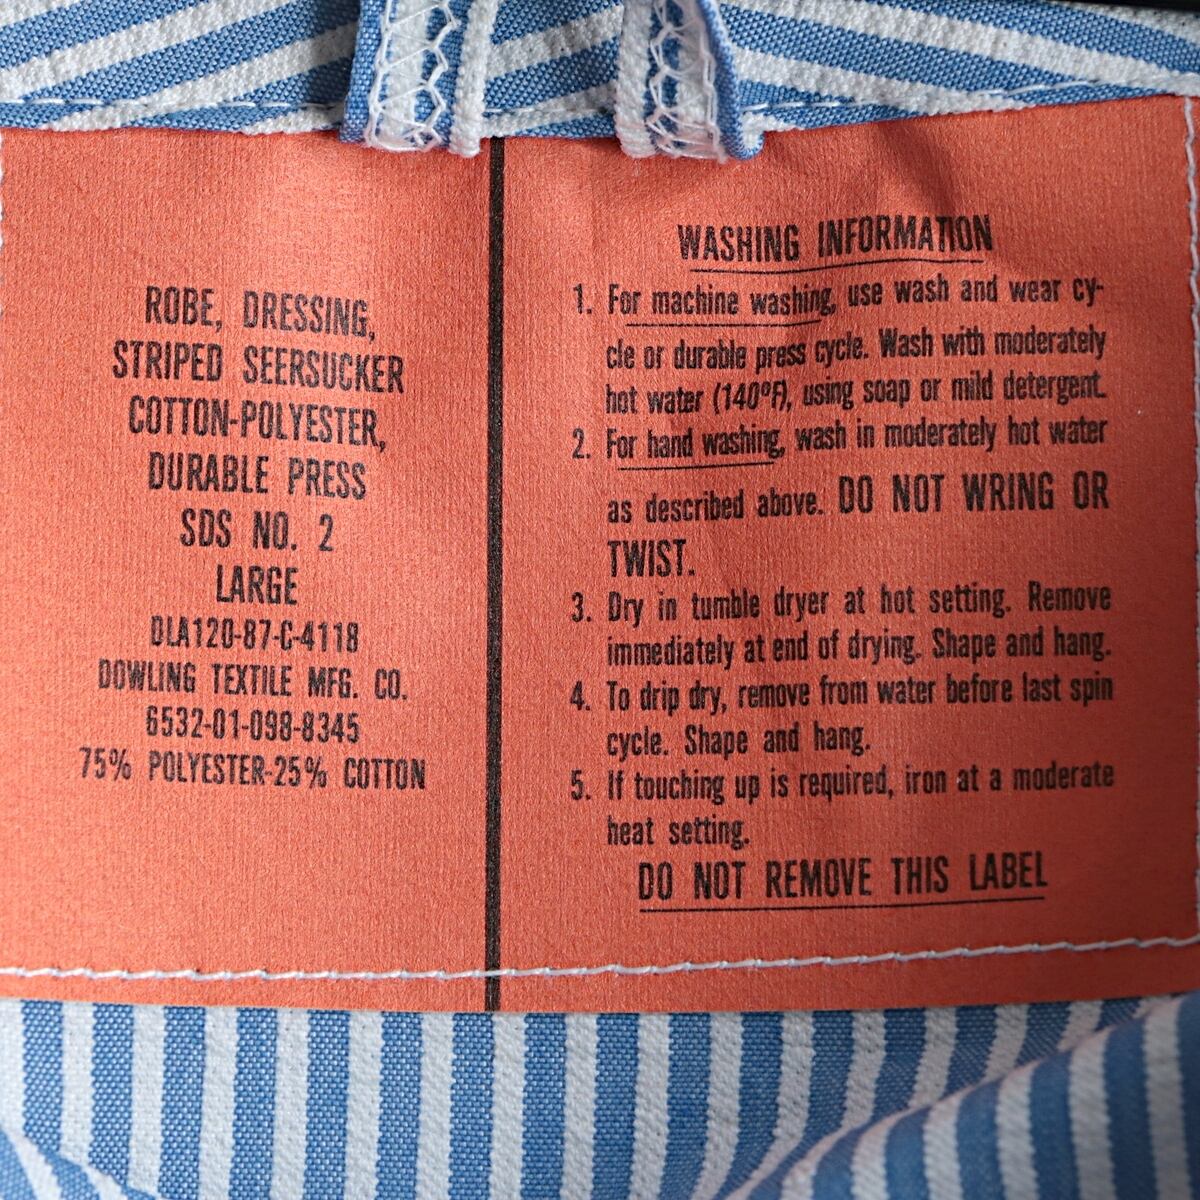 ROBE, DRESSING,
STRIPED SEERSUCKER
COTTON-POLYESTER,
DURABLE PRESS
SDS NO. 2
LARGE
DLA120-87-C-4118
DOWLING TEXTILE MFG. CO.
6532-01-098-8345
75% POLYESTER-25% COTTON
WASHING INFORMATION
1. For machine washing, use wash and wear cy-
cle or durable press cycle. Wash with moderately
hot water (140°F), using soap or mild detergent.
2. For hand washing, wash in moderately hot water
as described above. DO NOT WRING OR
TWIST.
3. Dry in tumble dryer at hot setting. Remove
immediately at end of drying. Shape and hang.
4. To drip dry, remove from water before last spin
cycle. Shape and hang.
5. If touching up is required, iron at a moderate
heat setting.
DO NOT REMOVE THIS LABEL